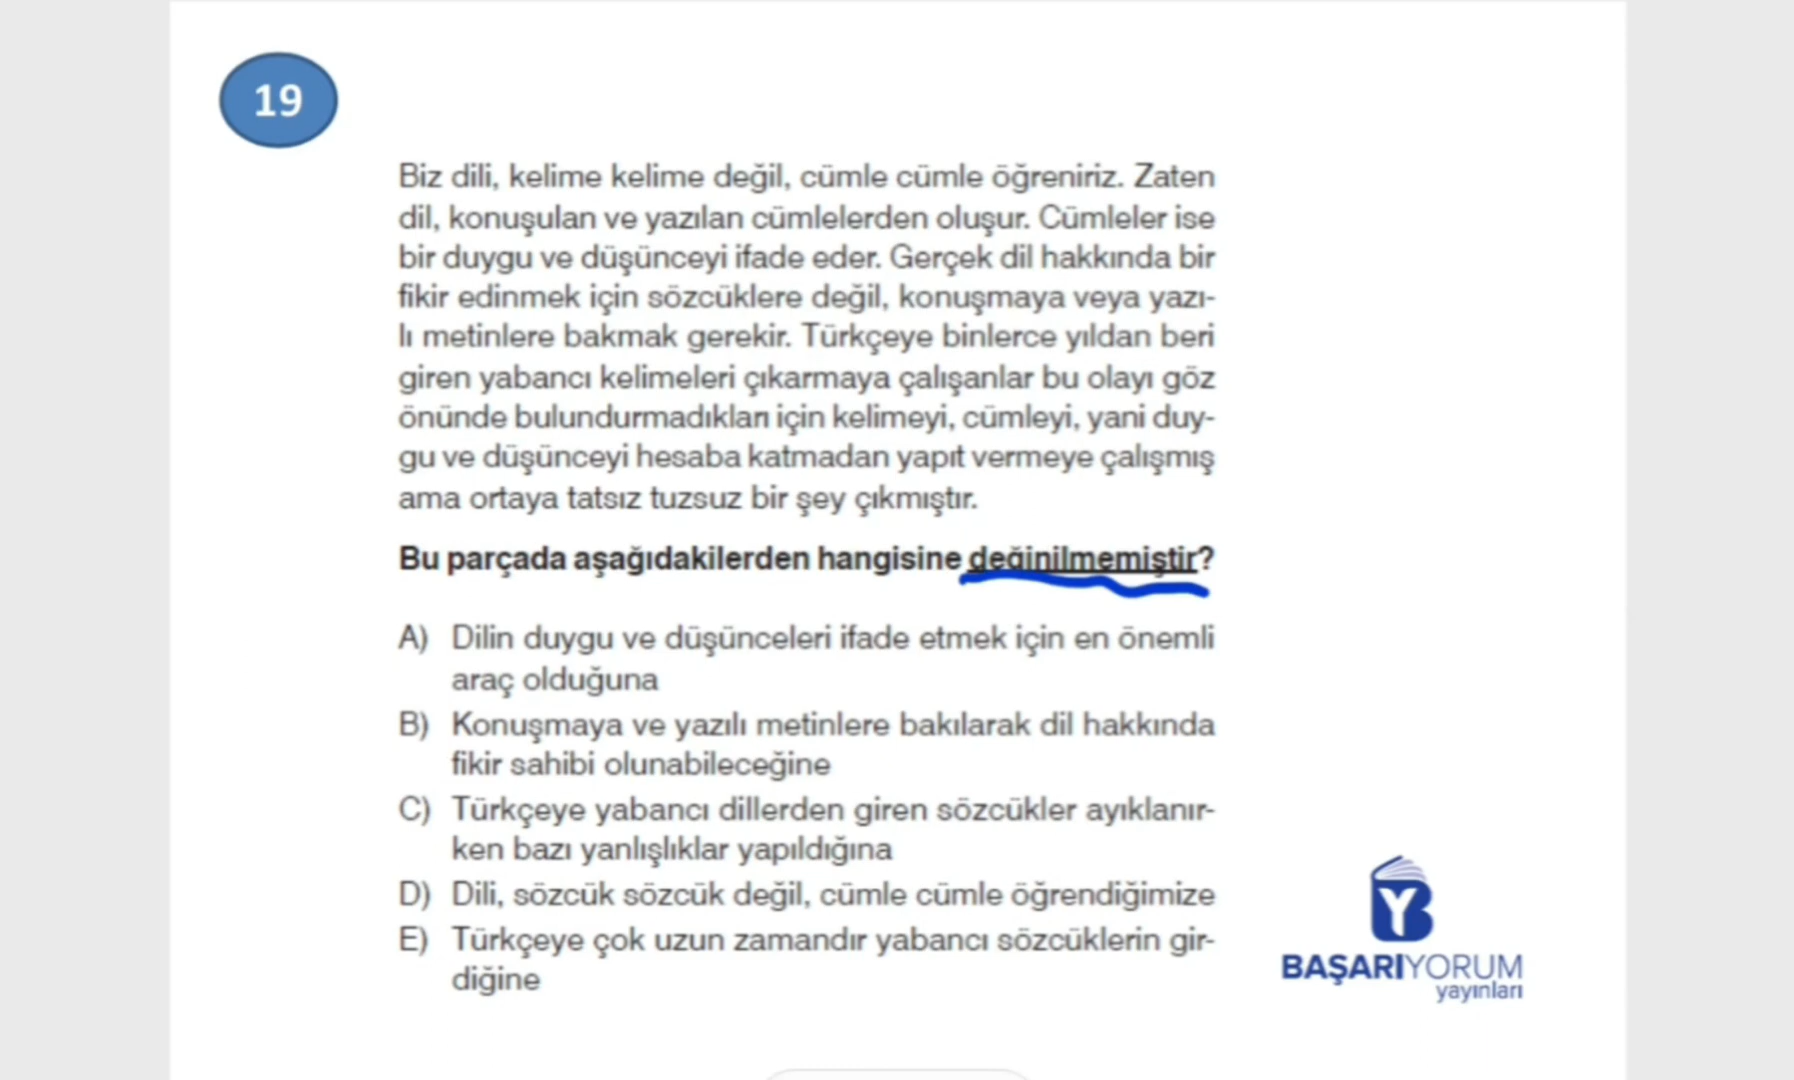 19
Biz dili, kelime kelime değil, cümle cümle öğreniriz. Zaten
dil, konuşulan ve yazılan cümlelerden oluşur. Cümleler ise
bir duygu ve düşünceyi ifade eder. Gerçek dil hakkında bir
fikir edinmek için sözcüklere değil, konuşmaya veya yazı-
lı metinlere bakmak gerekir. Türkçeye binlerce yıldan beri
giren yabancı kelimeleri çıkarmaya çalışanlar bu olayı göz
önünde bulundurmadıkları için kelimeyi, cümleyi, yani duy-
gu ve düşünceyi hesaba katmadan yapıt vermeye çalışmış
ama ortaya tatsız tuzsuz bir şey çıkmıştır.
Bu parçada aşağıdakilerden hangisine değinilmemiştir?
A) Dilin duygu ve düşünceleri ifade etmek için en önemli
araç olduğuna
B) Konuşmaya ve yazılı metinlere bakılarak dil hakkında
fikir sahibi olunabileceğine
C) Türkçeye yabancı dillerden giren sözcükler ayıklanır-
ken bazı yanlışlıklar yapıldığına
D) Dili, sözcük sözcük değil, cümle cümle öğrendiğimize
E) Türkçeye çok uzun zamandır yabancı sözcüklerin gir-
diğine
BAŞARIYORUM
yayınları